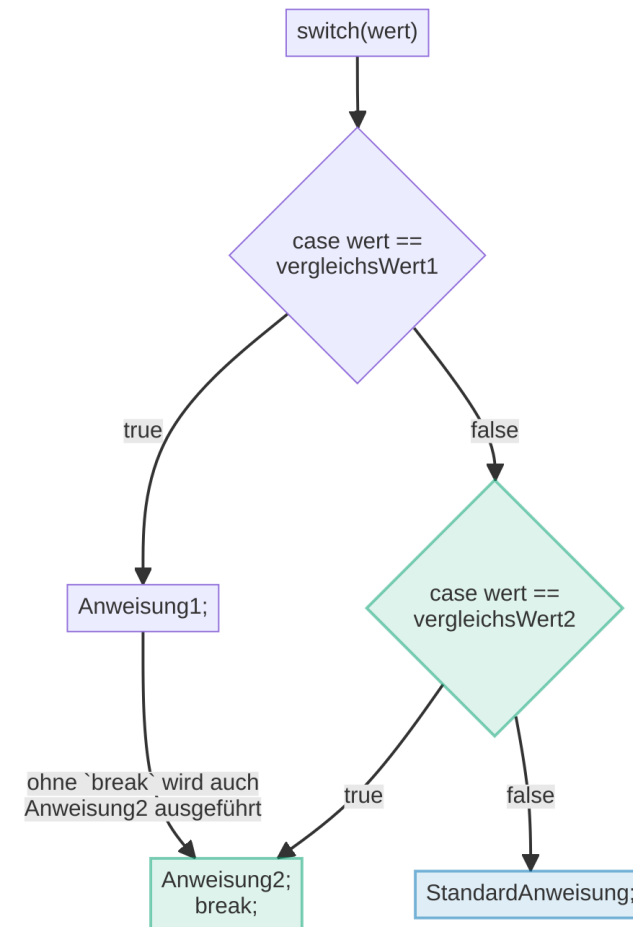 switch(wert)
case wert ==
vergleichsWert1
true
false
Anweisung1;
case wert ==
vergleichsWert2
ohne `break` wird auch
Anweisung2 ausgeführt
true
false
Anweisung2;
break;
StandardAnweisung;